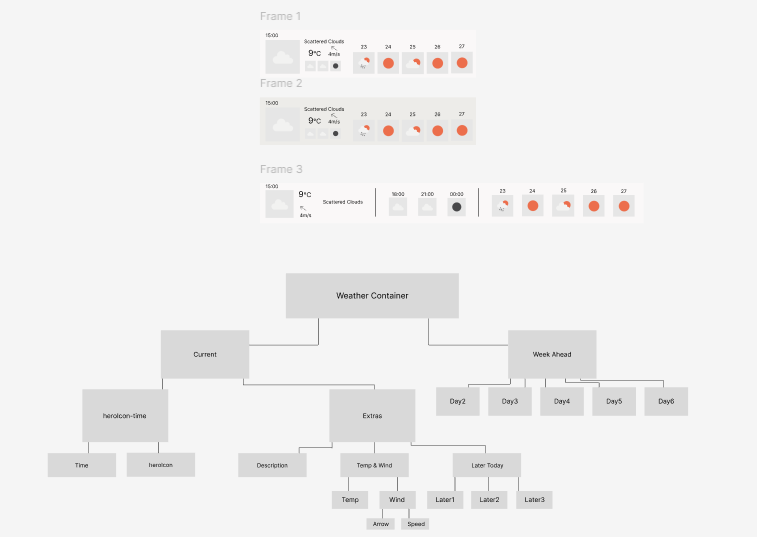 Frame 1
15:00
Scattered Clouds
9°C
4m/s
23 24 25 26 27
Frame 2
15:00
Scattered Clouds
9°C
4m/s
23 24 25 26 27
Frame 3
15:00
9°C
4m/s
Scattered Clouds
18:00 21:00 00:00
23 24 25 26 27
Weather Container
Current
Week Ahead
heroIcon-time
Extras
Day2 Day3 Day4 Day5 Day6
Time
heroIcon
Description
Temp & Wind
Later Today
Temp
Wind
Later1 Later2 Later3
Arrow
Speed